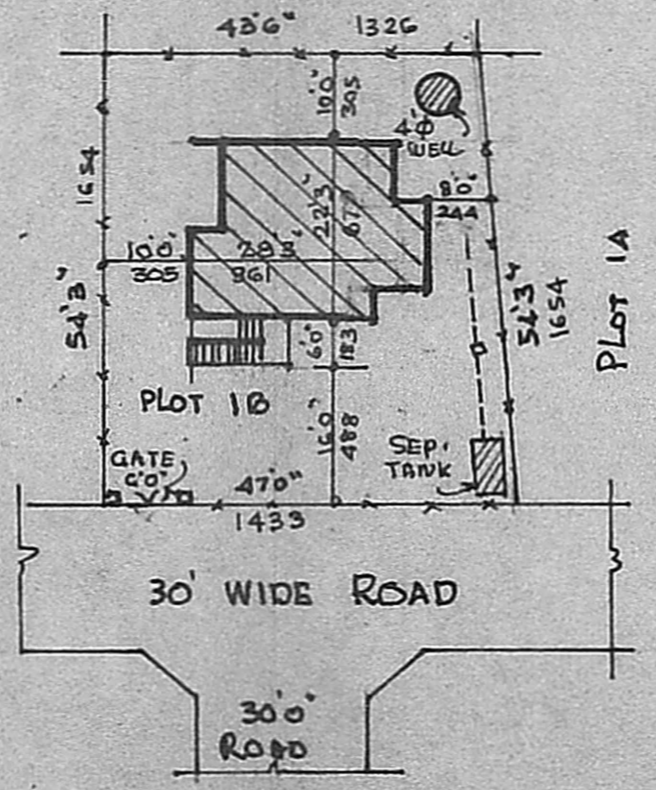 43'6" 1326
10'0"
305
4'Φ
WELL
1654
54'3"
8'0"
244
22'3"
10'0"
305
28'3"
861
54'3"
1654
PLOT 1A
6'0"
183
PLOT 1B
16'0"
488
SEP.
TANK
GATE
6'0"
47'0"
1433
30' WIDE ROAD
30'0"
ROAD